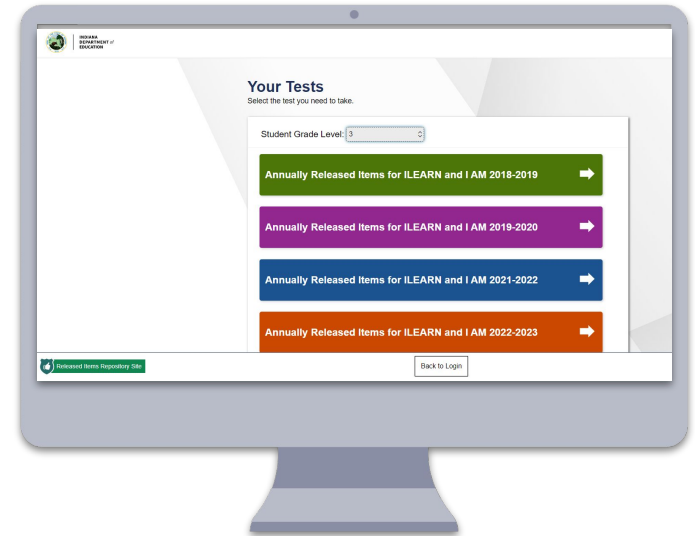 INDIANA
DEPARTMENT of
EDUCATION
Your Tests
Select the test you need to take.
Student Grade Level: 3
Annually Released Items for ILEARN and I AM 2018-2019
Annually Released Items for ILEARN and I AM 2019-2020
Annually Released Items for ILEARN and I AM 2021-2022
Annually Released Items for ILEARN and I AM 2022-2023
Released Items Repository Site
Back to Login